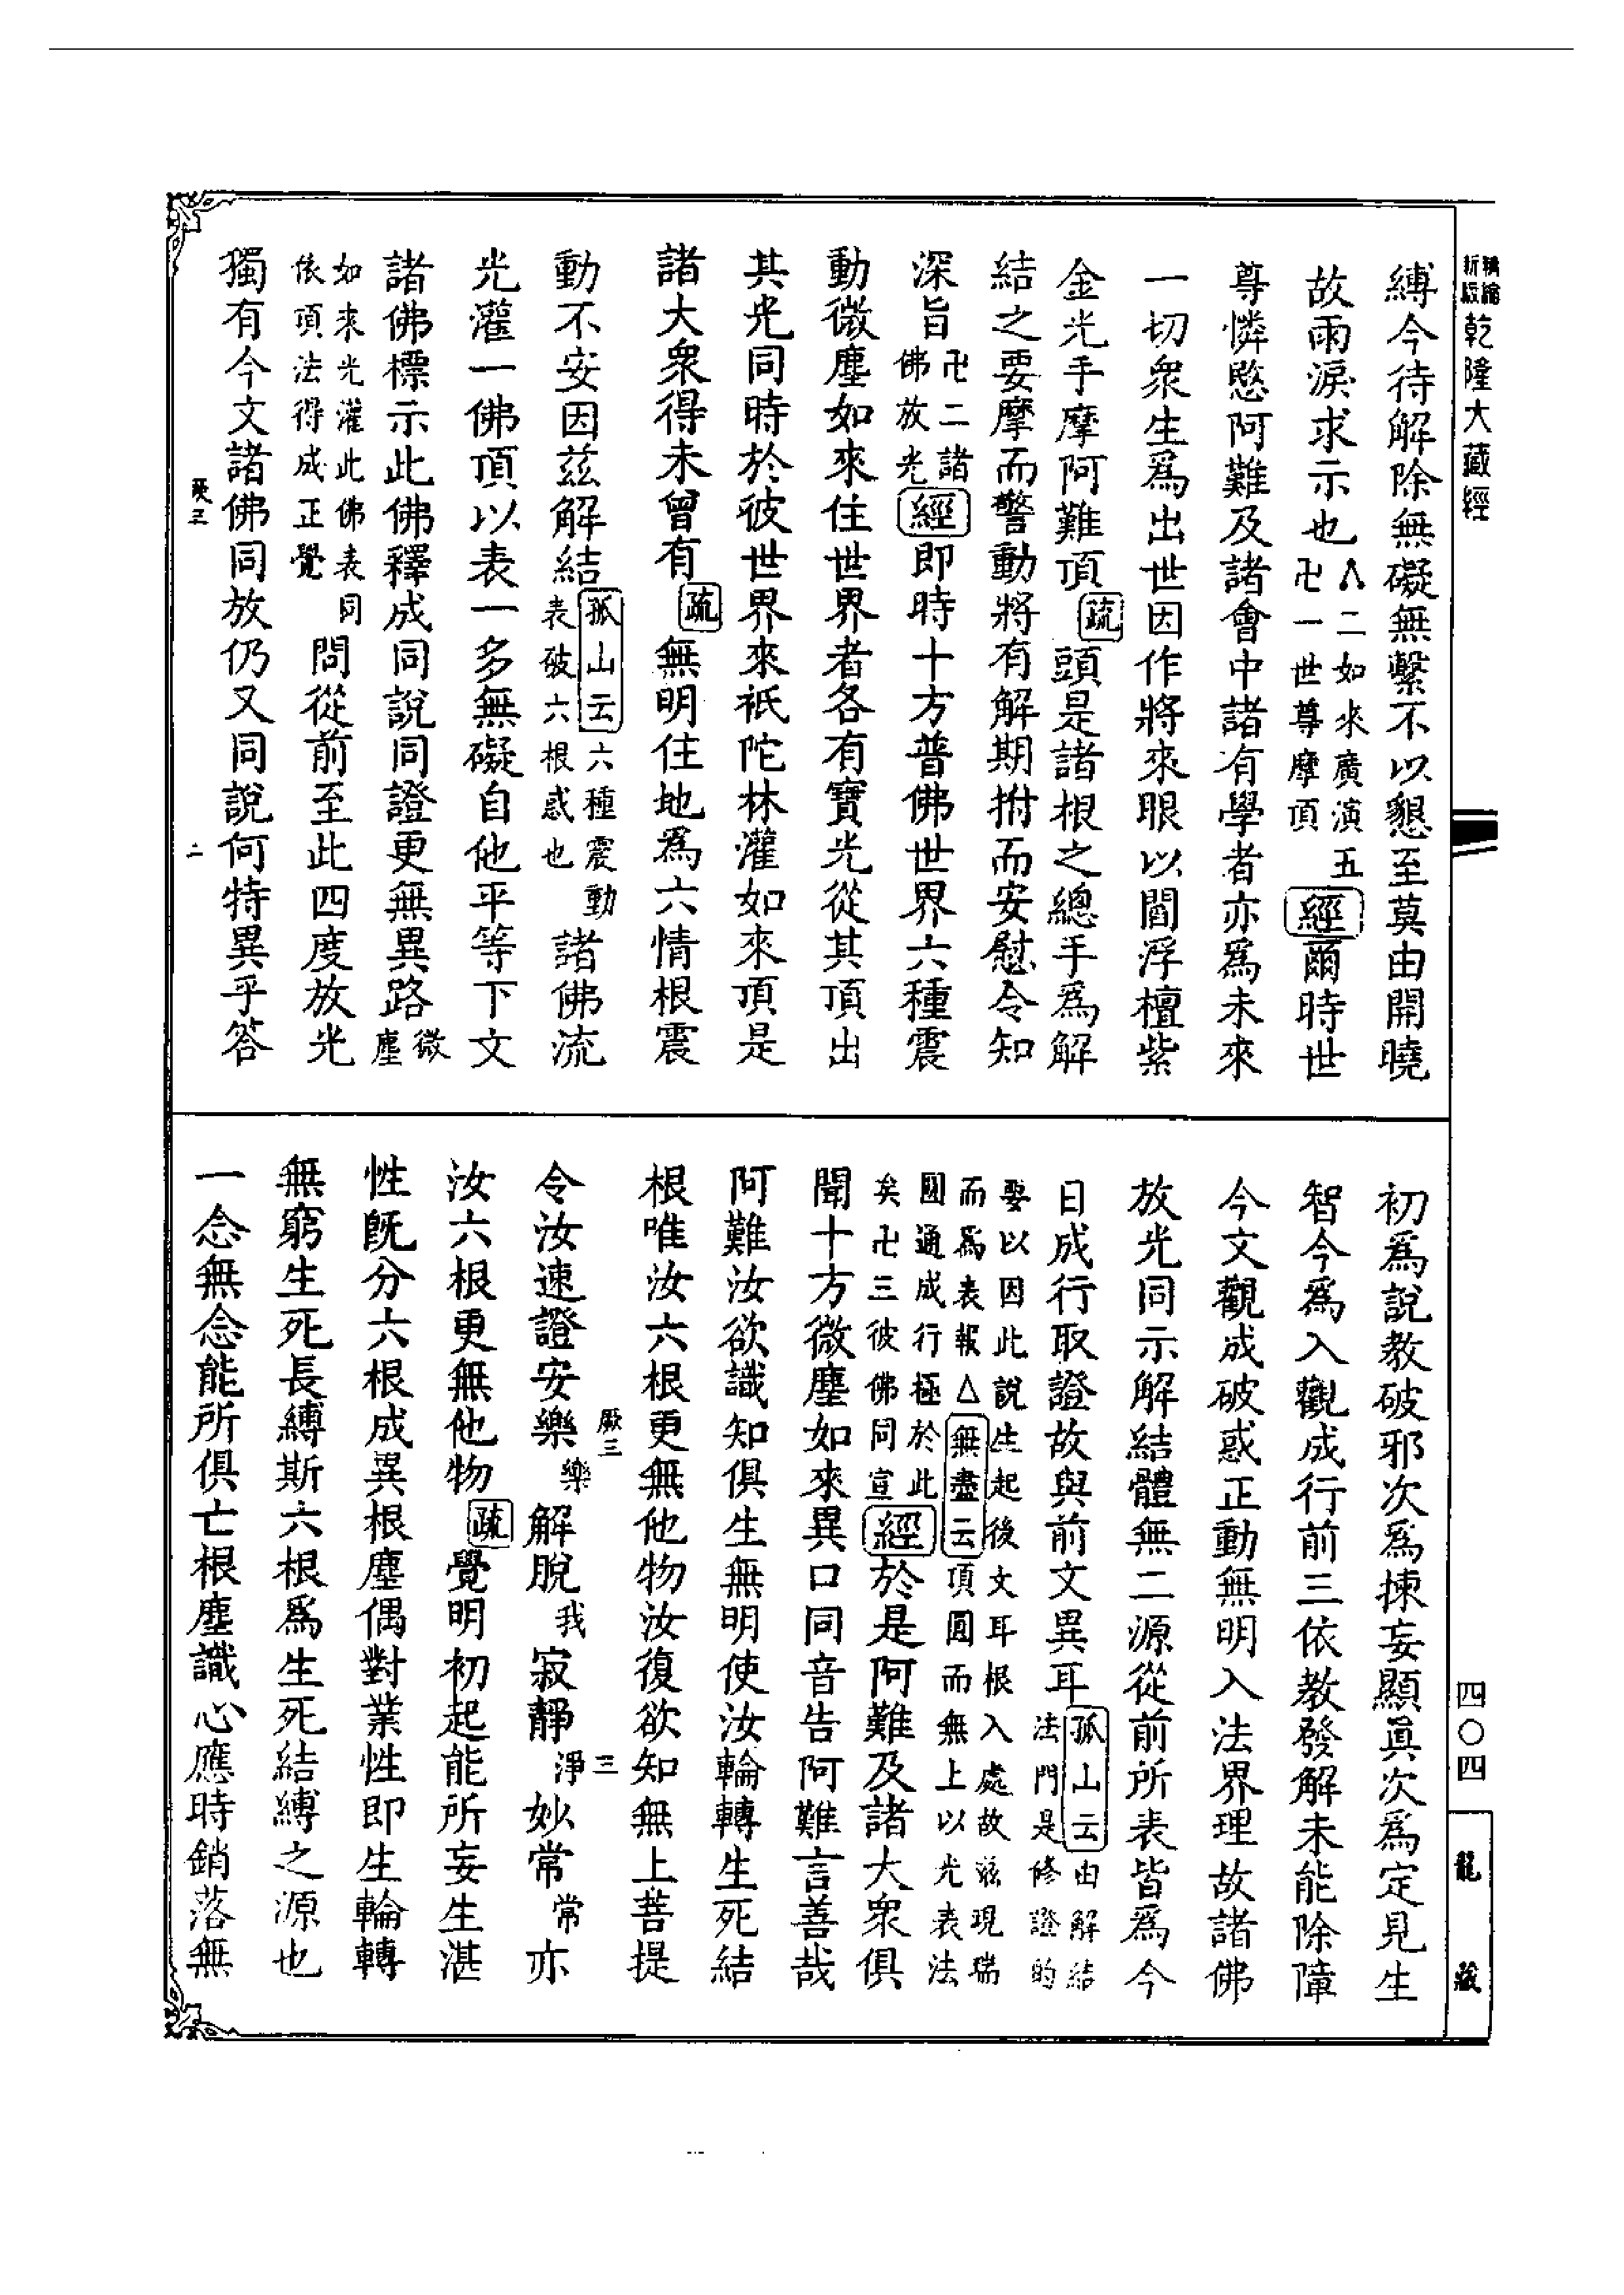 新縮
版編
乾隆大藏經
縛今待解除無礙無繫不以懇至莫由開曉
故雨淚求示也 二如來廣演五
卍一世尊摩頂
經爾時世
尊憐愍阿難及諸會中諸有學者亦為未來
一切衆生為出世因作將來眼以閻浮檀紫
金光手摩阿難頂疏頭是諸根之總手為解
結之要摩而警動將有解期拊而安慰令知
深旨卍二諸
佛放光
經即時十方普佛世界六種震
動微塵如來住世界者各有寶光從其頂出
其光同時於彼世界來祇陀林灌如來頂是
諸大衆得未曾有疏無明住地為六情根震
動不安因茲解結孤山云六種震動
表破六根惑也
諸佛流
光灌一佛頂以表一多無礙自他平等下文
諸佛標示此佛釋成同說同證更無異路微
塵
如來光灌此佛表同
依頂法得成正覺
問從前至此四度放光
獨有今文諸佛同放仍又同說何特異乎答
厥三
二
初為說教破邪次為揀妄顯眞次為定見生
智今為入觀成行前三依教發解未能除障
今文觀成破惑正動無明入法界理故諸佛
放光同示解結體無二源從前所表皆為今
日成行取證故與前文異耳孤山云由解結
法門是修證的
要以因此說生起後文耳根入處故茲現瑞
而為表報△無盡云頂圓而無上以光表法
圓通成行極於此
矣卍三彼佛同宣
經於是阿難及諸大衆俱
聞十方微塵如來異口同音告阿難言善哉
阿難汝欲識知俱生無明使汝輪轉生死結
根唯汝六根更無他物汝復欲知無上菩提
厥三
三
令汝速證安樂樂解脫我寂靜淨妙常常亦
汝六根更無他物疏覺明初起能所妄生湛
性旣分六根成異根塵偶對業性即生輪轉
無窮生死長縛斯六根為生死結縛之源也
一念無念能所俱亡根塵識心應時銷落無
四〇四
龍藏